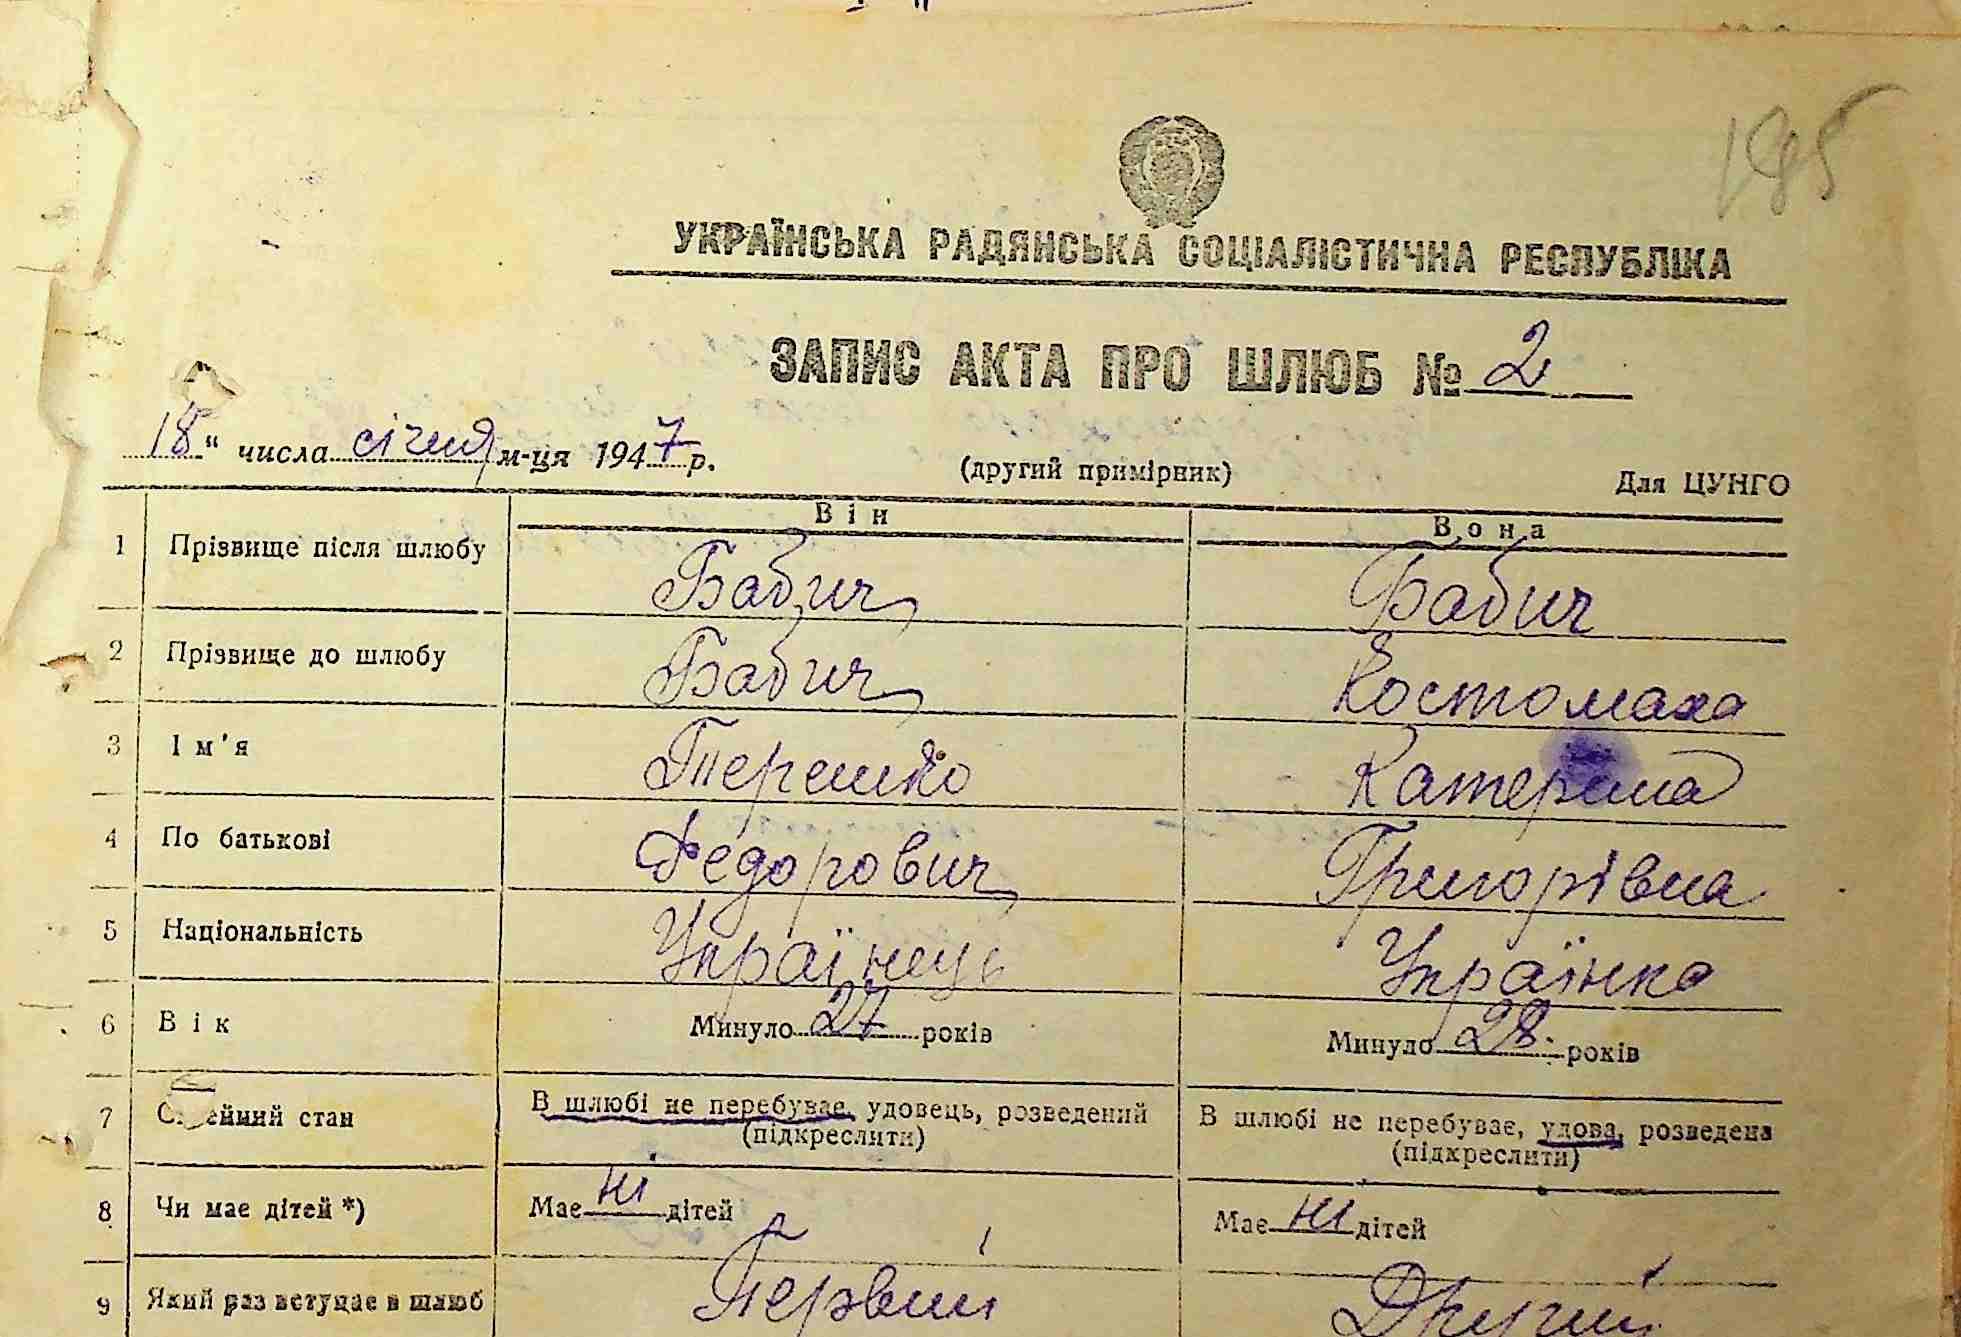 195
УКРАЇНСЬКА РАДЯНСЬКА СОЦІАЛІСТИЧНА РЕСПУБЛІКА
ЗАПИС АКТА ПРО ШЛЮБ № 2
18" числа січня м-ця 1947 р. (другий примірник) Для ЦУНГО
Він Вона
1 Прізвище після шлюбу Бабич Бабич
2 Прізвище до шлюбу Бабич Костомаха
3 Ім'я Терешко Катерина
4 По батькові Федорович Григорівна
5 Національність Українець Українка
6 Вік Минуло 27 років Минуло 28. років
7 Сімейний стан В шлюбі не перебуває, удовець, розведений (підкреслити) В шлюбі не перебуває, удова, розведена (підкреслити)
8 Чи має дітей *) Має ні дітей Має ні дітей
9 Який раз вступає в шлюб Первий Другий